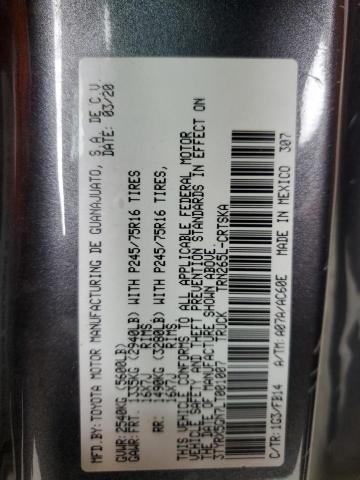 MFD.BY: TOYOTA MOTOR MANUFACTURING DE GUANAJUATO, S.A. DE C.V.
DATE: 03/20
GVWR: 2540KG (5600LB)
GAWR: FRT. 1335KG (2940LB) WITH P245/75R16 TIRES
16X7J RIMS,
RR: 1490KG (3280LB) WITH P245/75R16 TIRES,
16X7J RIMS,
THIS VEHICLE CONFORMS TO ALL APPLICABLE FEDERAL MOTOR
VEHICLE SAFETY AND THEFT PREVENTION STANDARDS IN EFFECT ON
THE DATE OF MANUFACTURE SHOWN ABOVE.
TRUCK TRN265L-CRTSKA
C/TR: 1G3/FB14 A/TM: A07A/AC60E MADE IN MEXICO 307